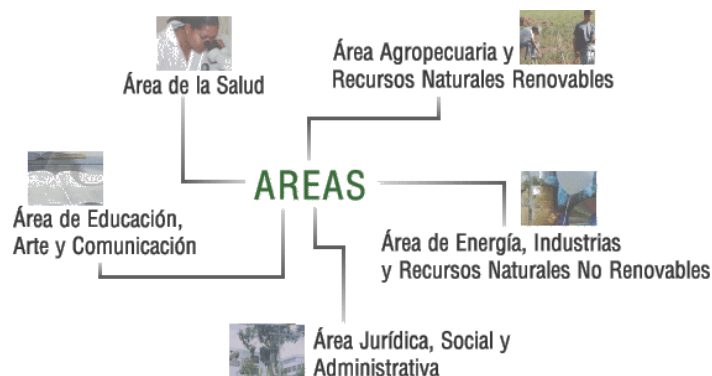 Área de la Salud
Área Agropecuaria y
Recursos Naturales Renovables
AREAS
Área de Educación,
Arte y Comunicación
Área de Energía, Industrias
y Recursos Naturales No Renovables
Área Jurídica, Social y
Administrativa